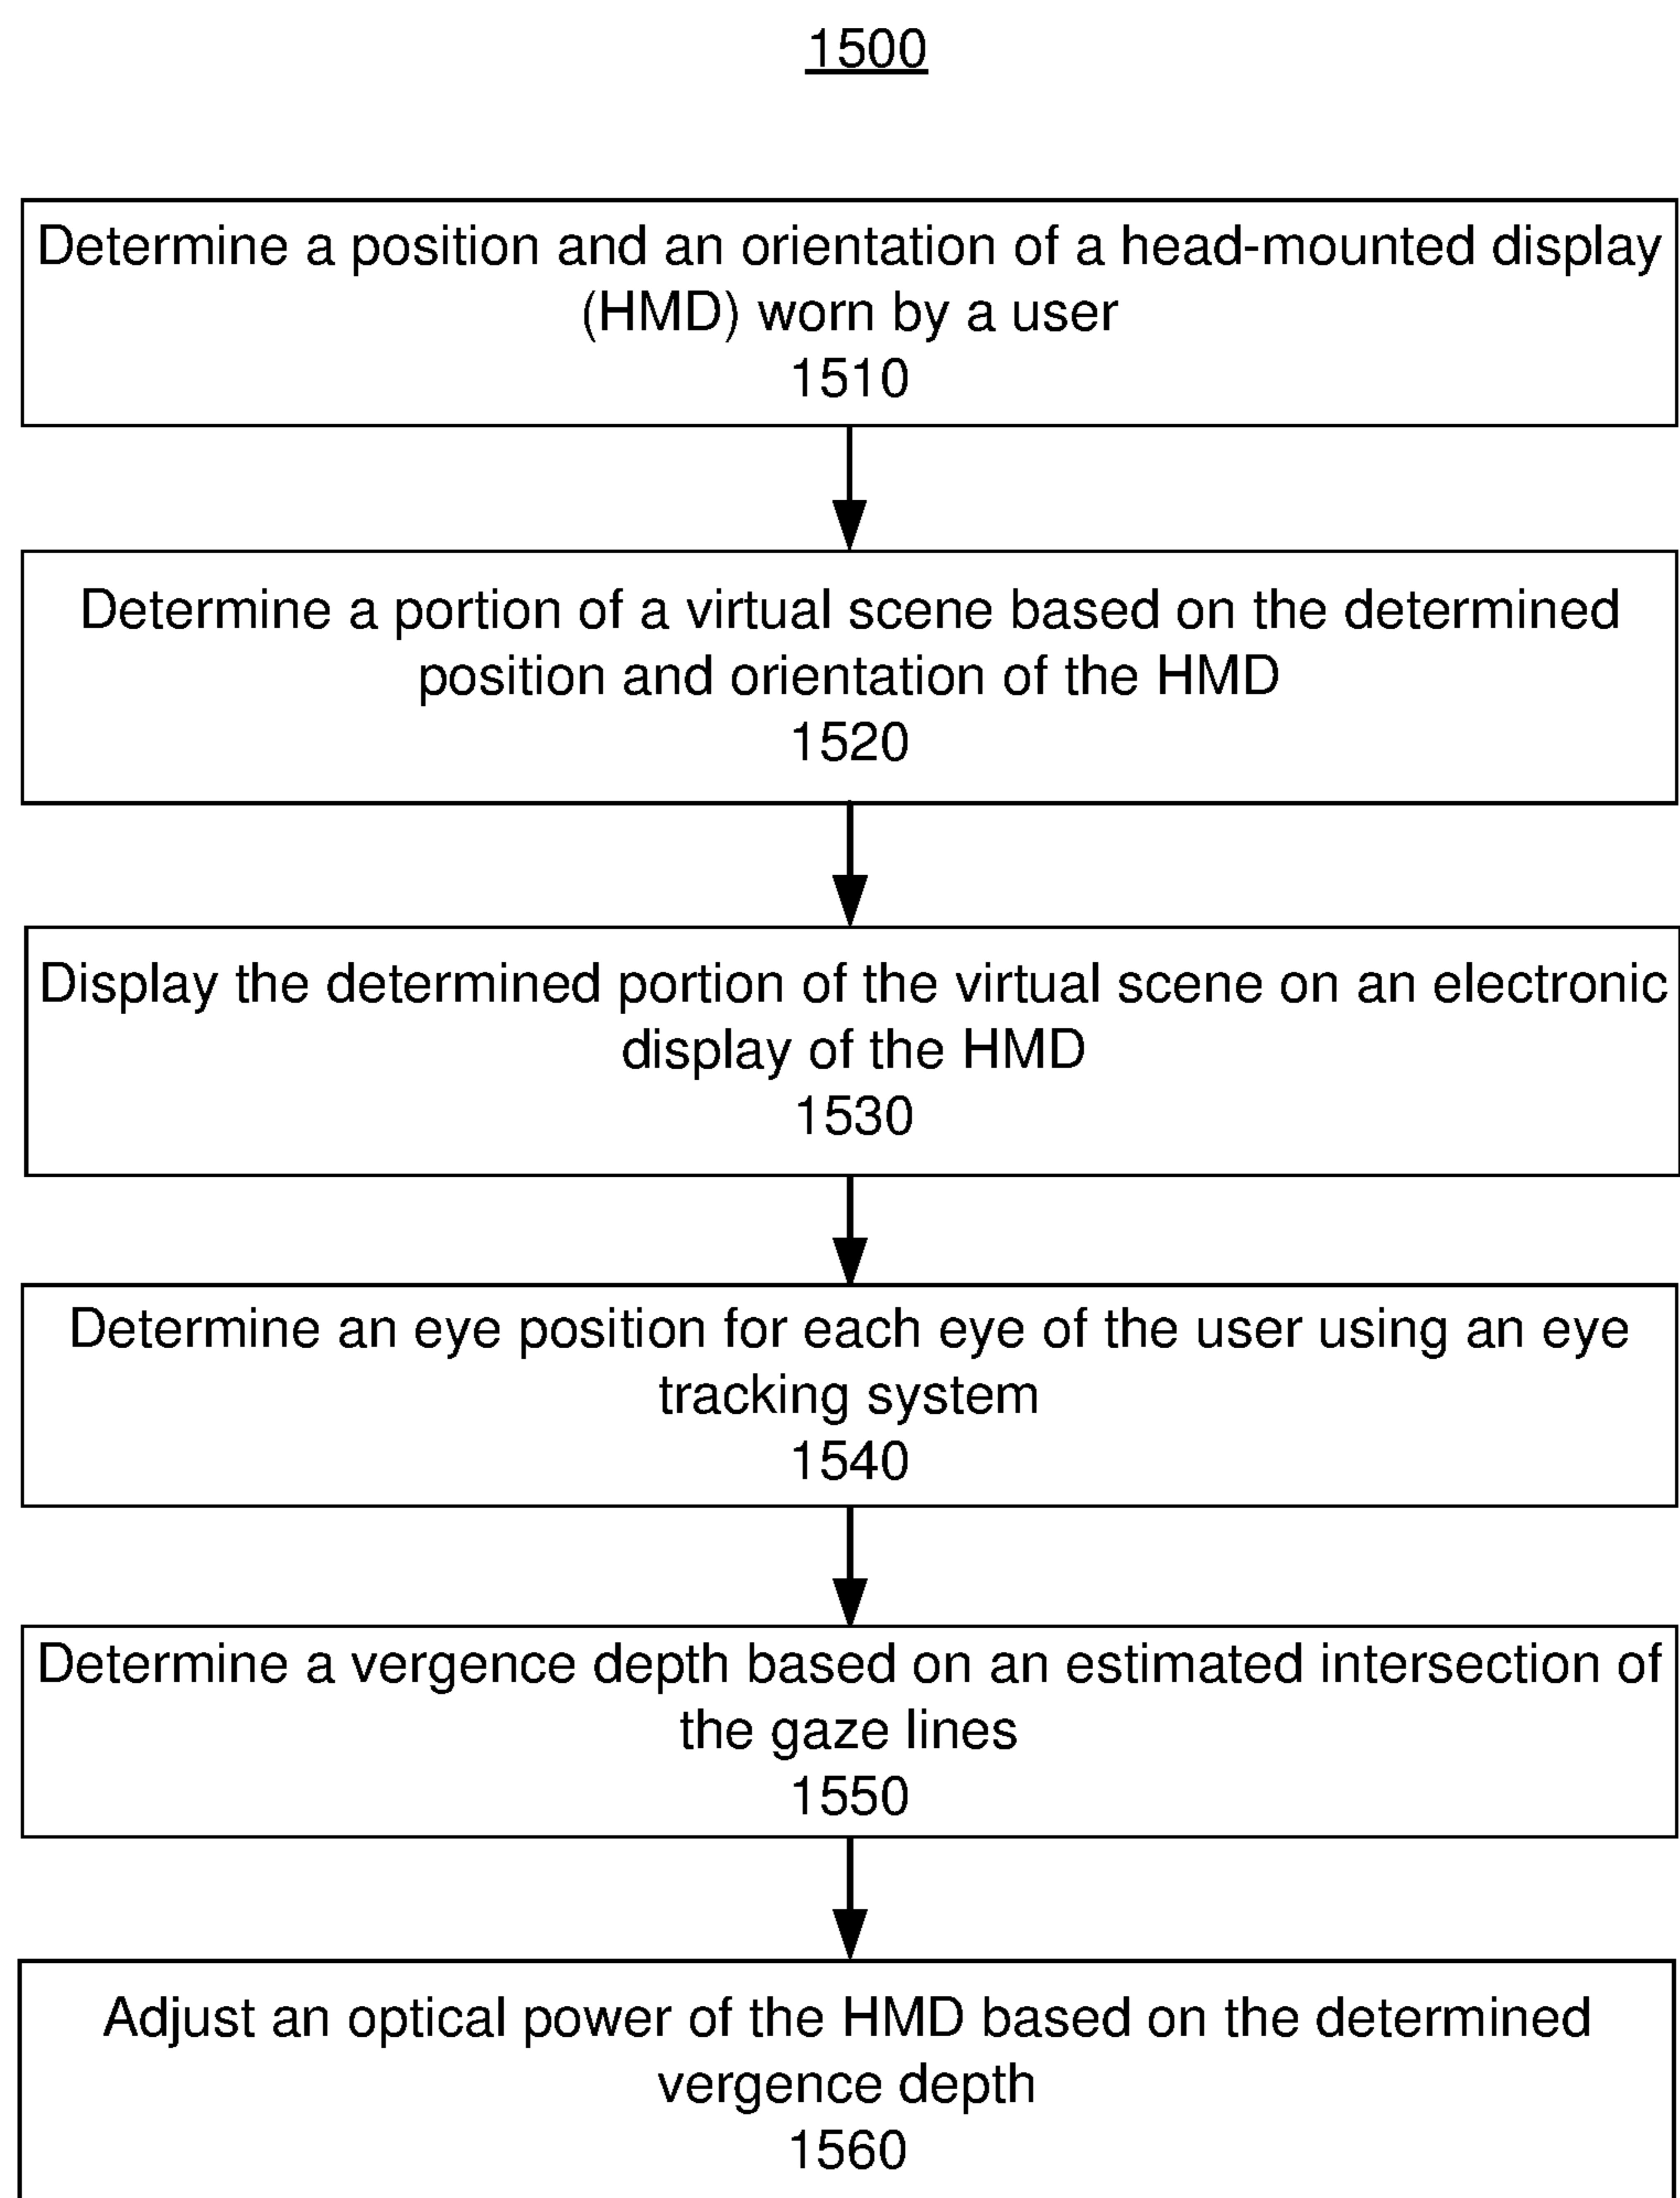 1500
Determine a position and an orientation of a head-mounted display
(HMD) worn by a user
1510
Determine a portion of a virtual scene based on the determined
position and orientation of the HMD
1520
Display the determined portion of the virtual scene on an electronic
display of the HMD
1530
Determine an eye position for each eye of the user using an eye
tracking system
1540
Determine a vergence depth based on an estimated intersection of
the gaze lines
1550
Adjust an optical power of the HMD based on the determined
vergence depth
1560